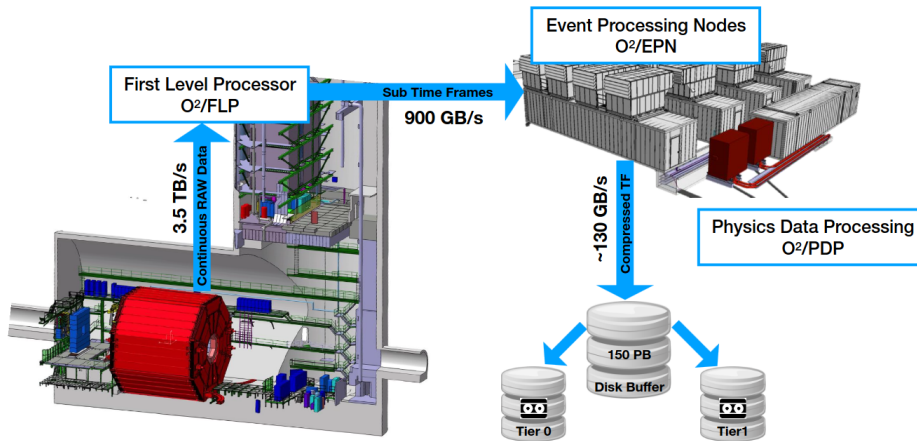 Event Processing Nodes
O²/EPN
First Level Processor
O²/FLP
Sub Time Frames
900 GB/s
3.5 TB/s
Continuous RAW Data
~130 GB/s
Compressed TF
Physics Data Processing
O²/PDP
150 PB
Disk Buffer
Tier 0
Tier1